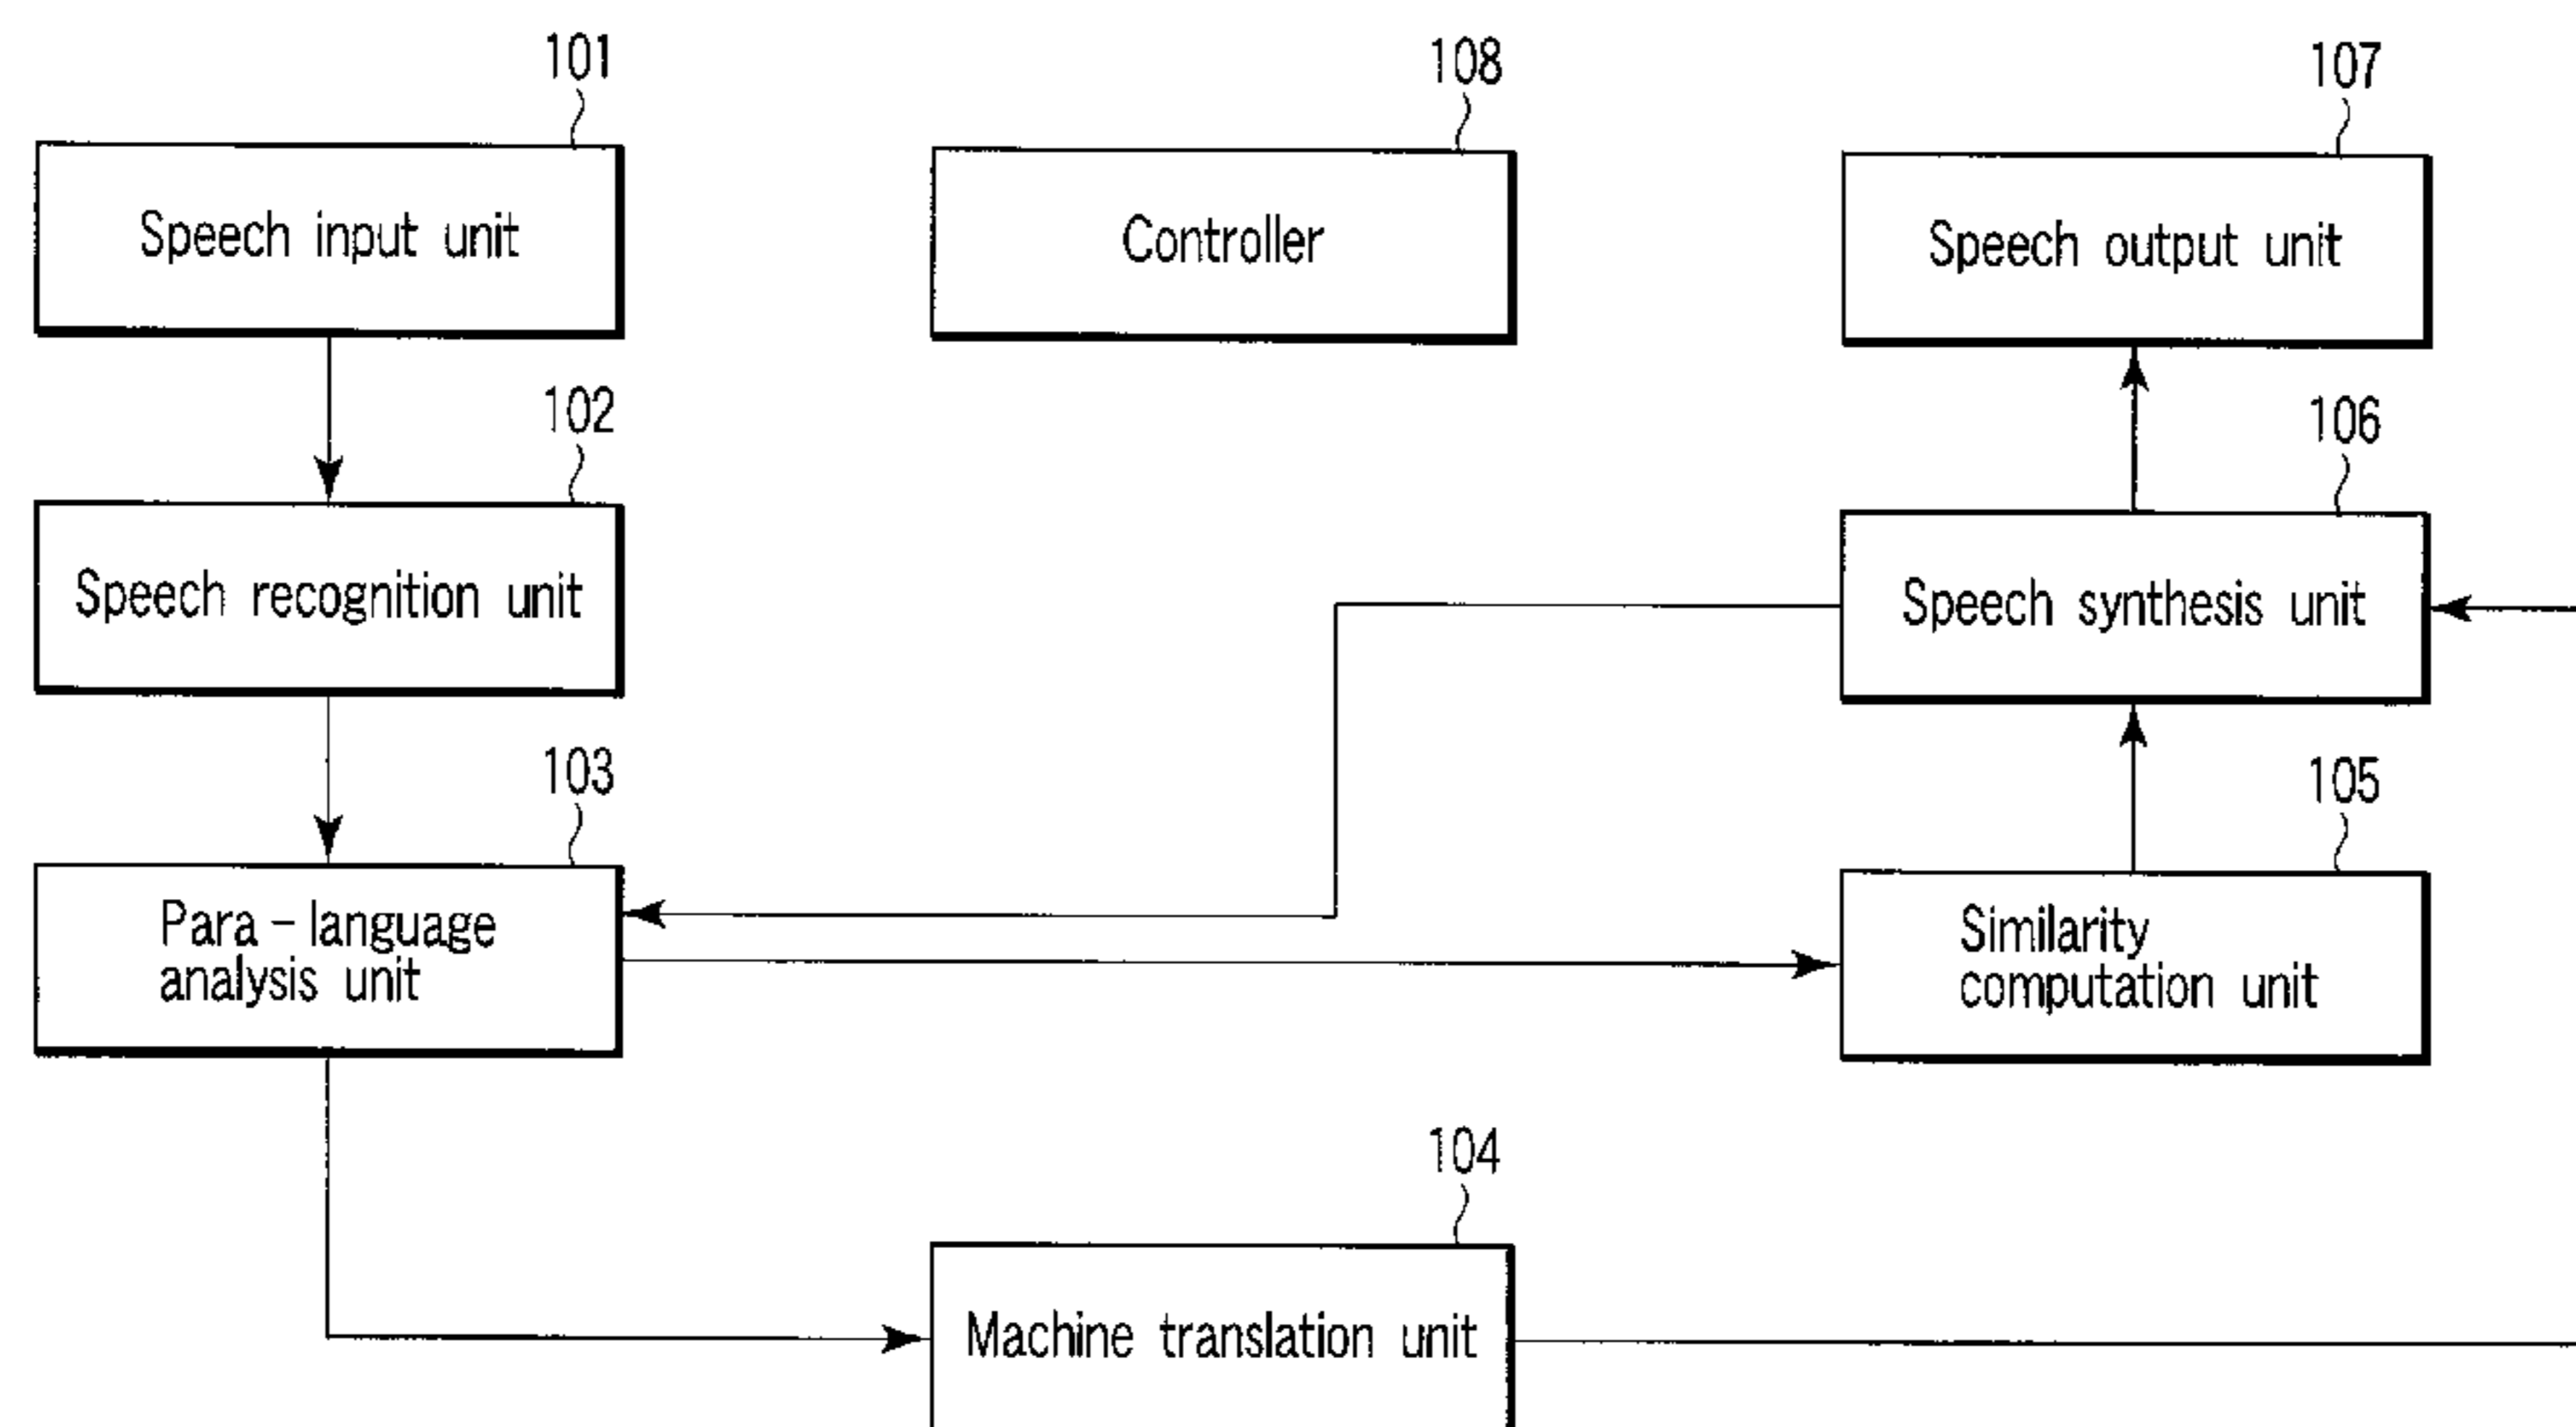 101
108
107
Speech input unit
Controller
Speech output unit
102
106
Speech recognition unit
Speech synthesis unit
103
105
Para-language
analysis unit
Similarity
computation unit
104
Machine translation unit